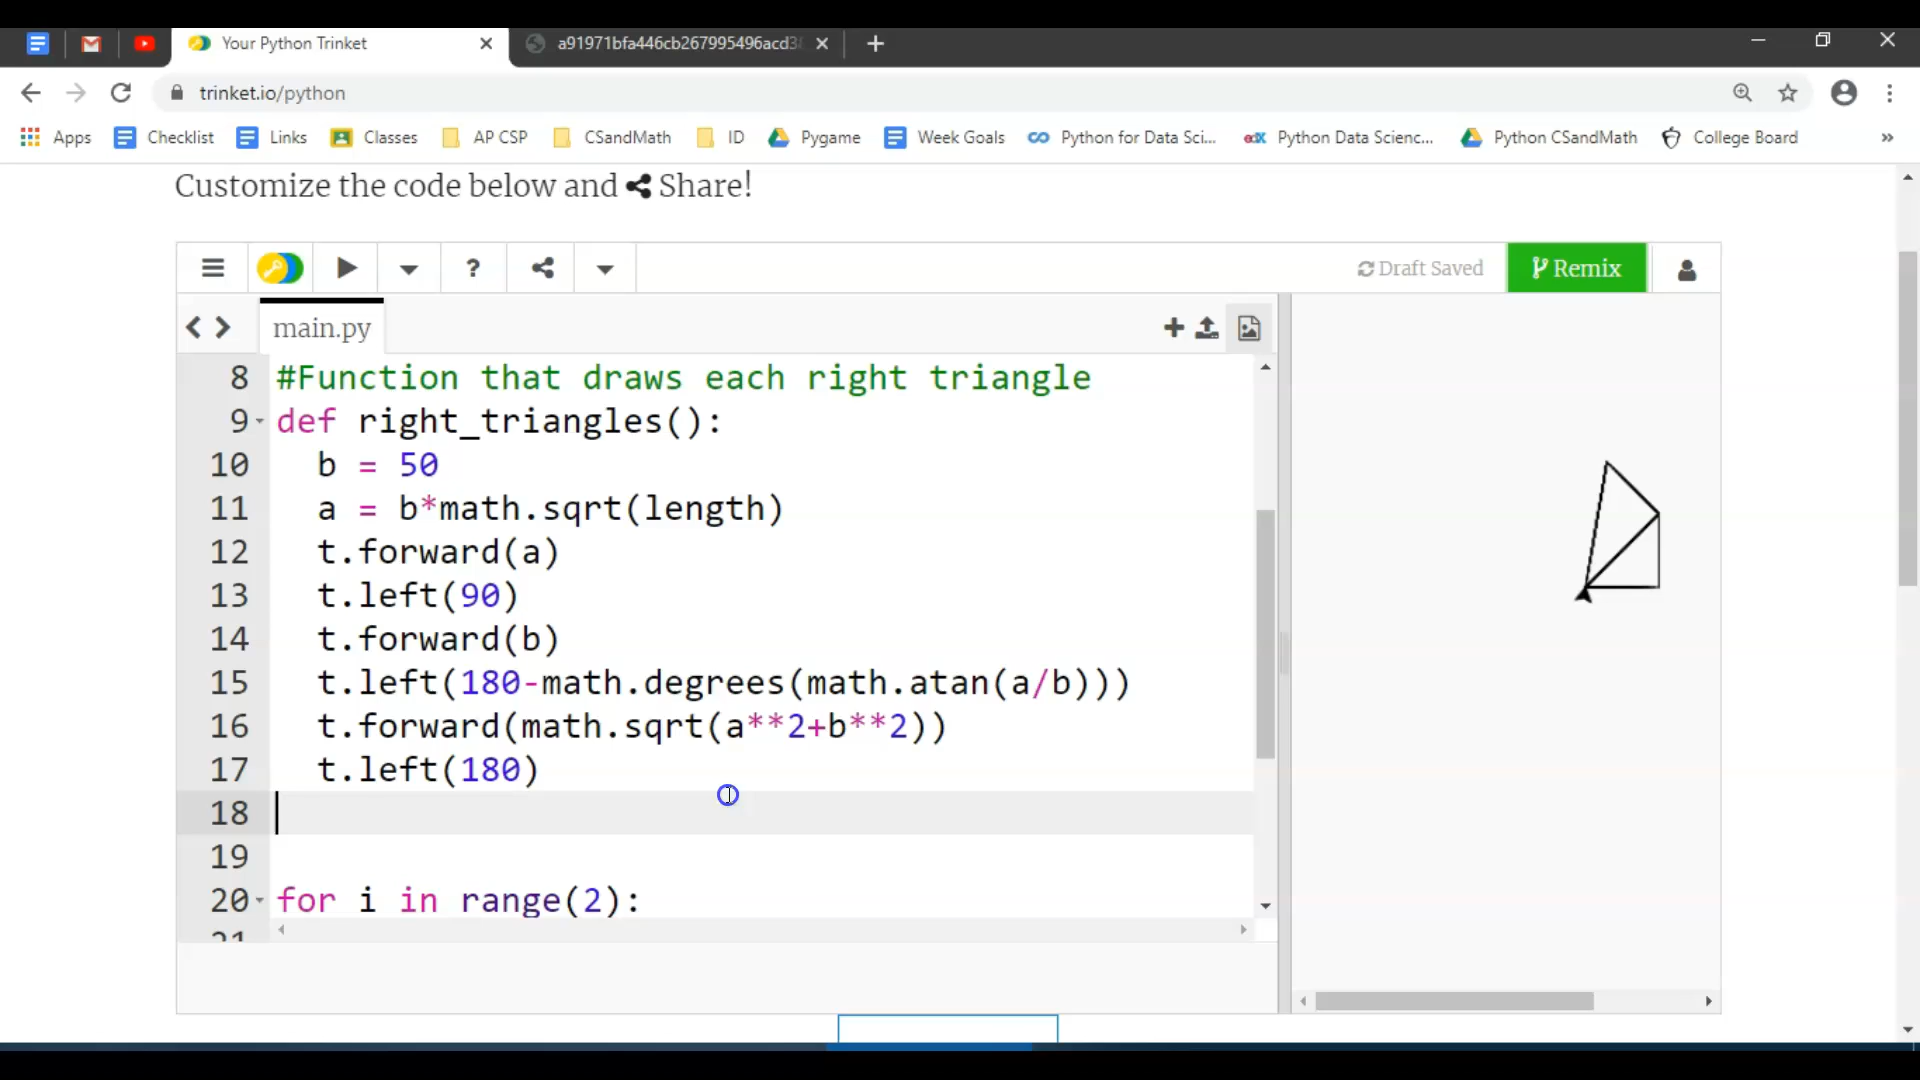 Your Python Trinket
a91971bfa446cb267995496acd3
trinket.io/python
Apps Checklist Links Classes AP CSP CSandMath ID Pygame Week Goals Python for Data Sci... edX Python Data Scienc... Python CSandMath College Board »
Customize the code below and Share!
? Draft Saved Remix
main.py
8 #Function that draws each right triangle
9 def right_triangles():
10 b = 50
11 a = b*math.sqrt(length)
12 t.forward(a)
13 t.left(90)
14 t.forward(b)
15 t.left(180-math.degrees(math.atan(a/b)))
16 t.forward(math.sqrt(a**2+b**2))
17 t.left(180)
18
19
20 for i in range(2):
21